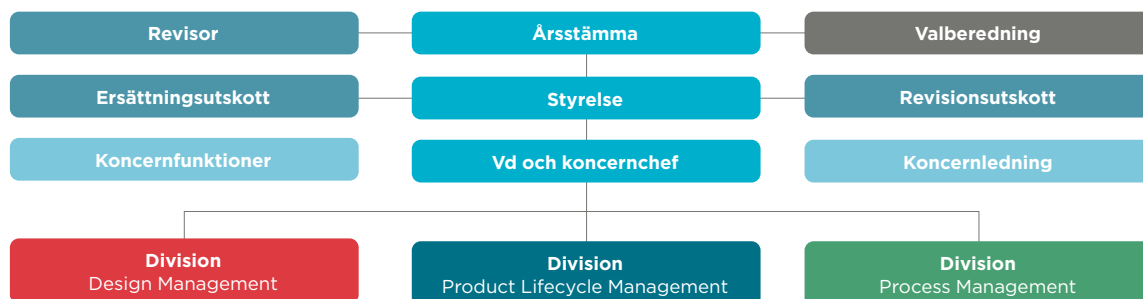 Revisor
Årsstämma
Valberedning
Ersättningsutskott
Styrelse
Revisionsutskott
Koncernfunktioner
Vd och koncernchef
Koncernledning
Division
Design Management
Division
Product Lifecycle Management
Division
Process Management